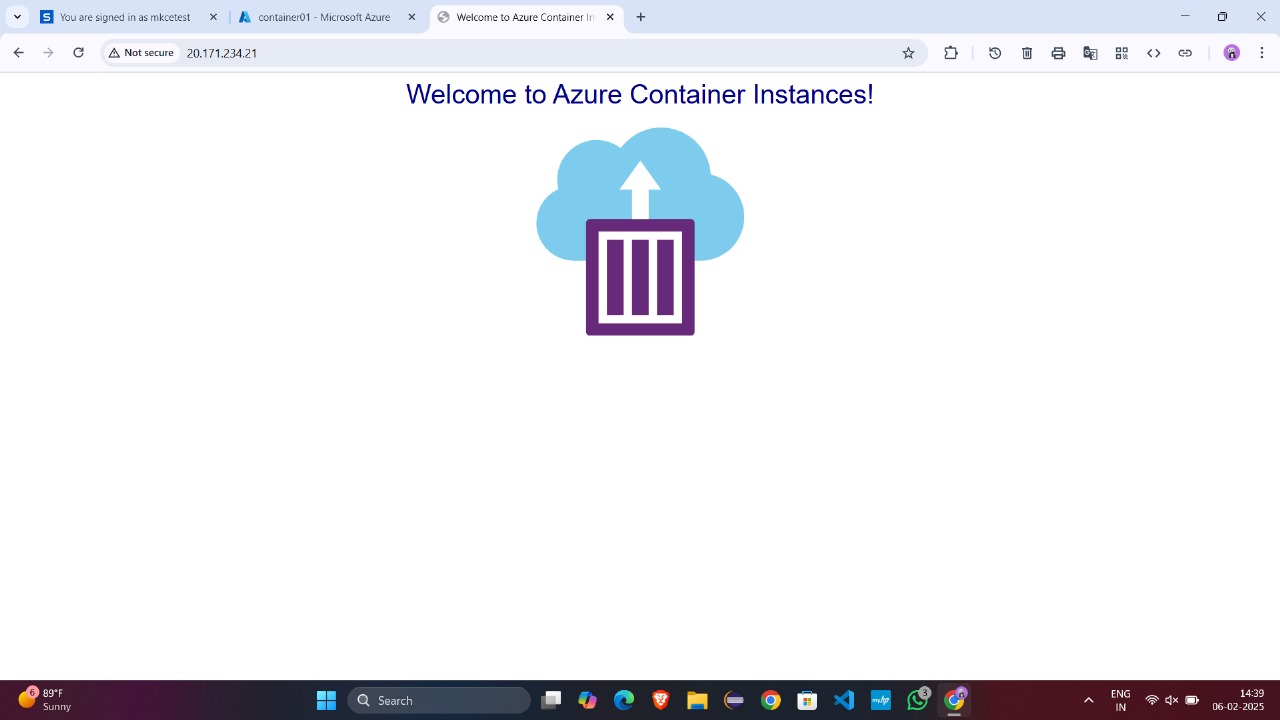 You are signed in as mkcetest
container01 - Microsoft Azure
Welcome to Azure Container In
Not secure
20.171.234.21
Welcome to Azure Container Instances!
6
89°F
Sunny
Search
myhp
3
ENG
IN
14:39
06-02-2025